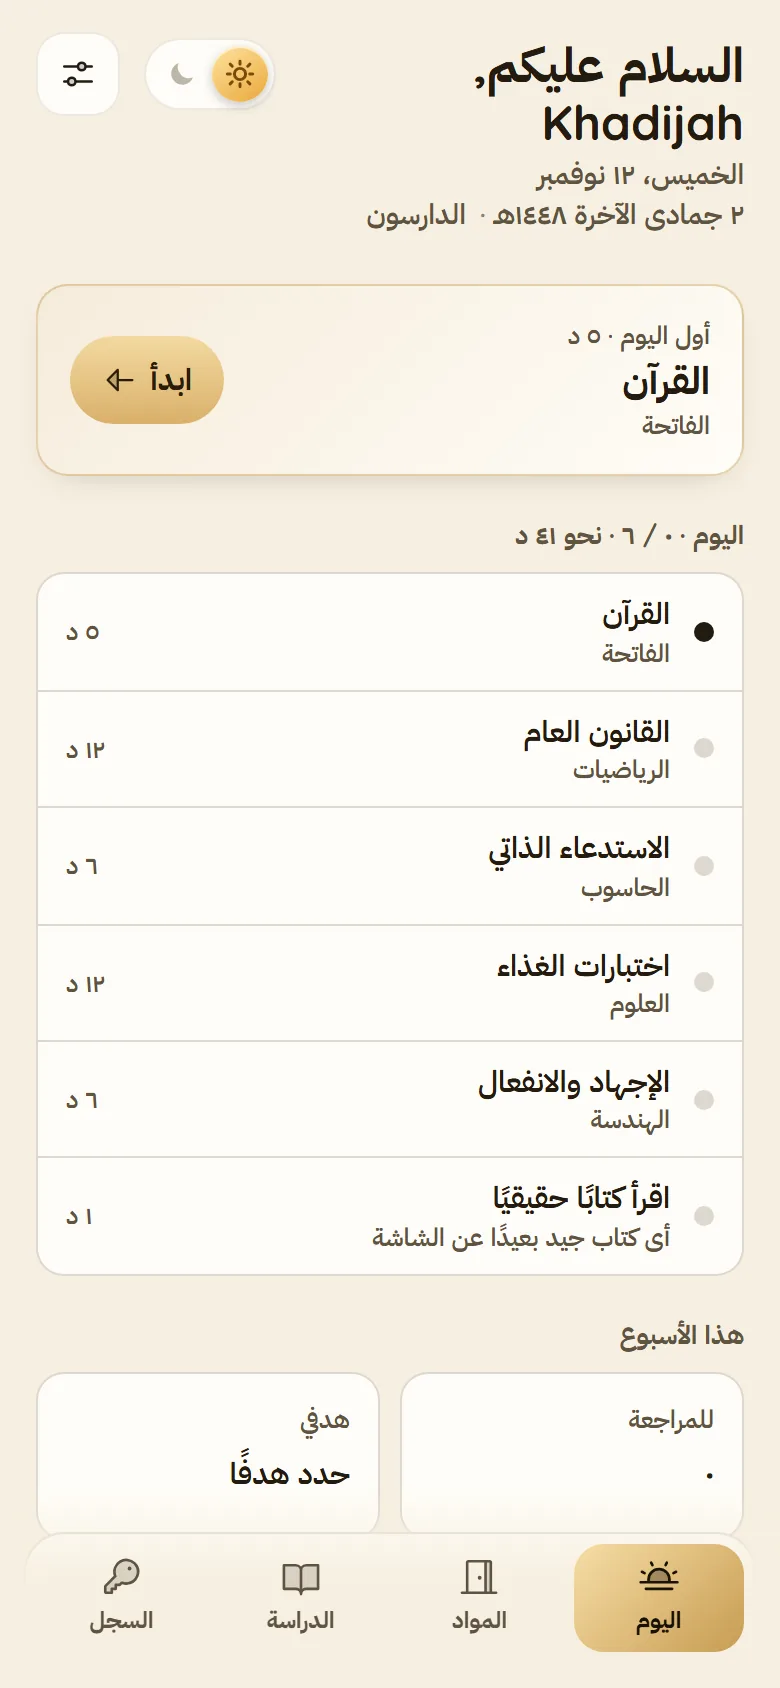 السلام عليكم,
Khadijah
الخميس، ١٢ نوفمبر
٢ جمادى الآخرة ١٤٤٨هـ · الدارسون
أول اليوم · ٥ د
القرآن
الفاتحة
ابدأ
اليوم · ٠ / ٦ · نحو ٤١ د
القرآن
الفاتحة
٥ د
القانون العام
الرياضيات
١٢ د
الاستدعاء الذاتي
الحاسوب
٦ د
اختبارات الغذاء
العلوم
١٢ د
الإجهاد والانفعال
الهندسة
٦ د
اقرأ كتابًا حقيقيًا
أى كتاب جيد بعيدًا عن الشاشة
١ د
هذا الأسبوع
للمراجعة
٠
هدفي
حدد هدفًا
اليوم
المواد
الدراسة
السجل